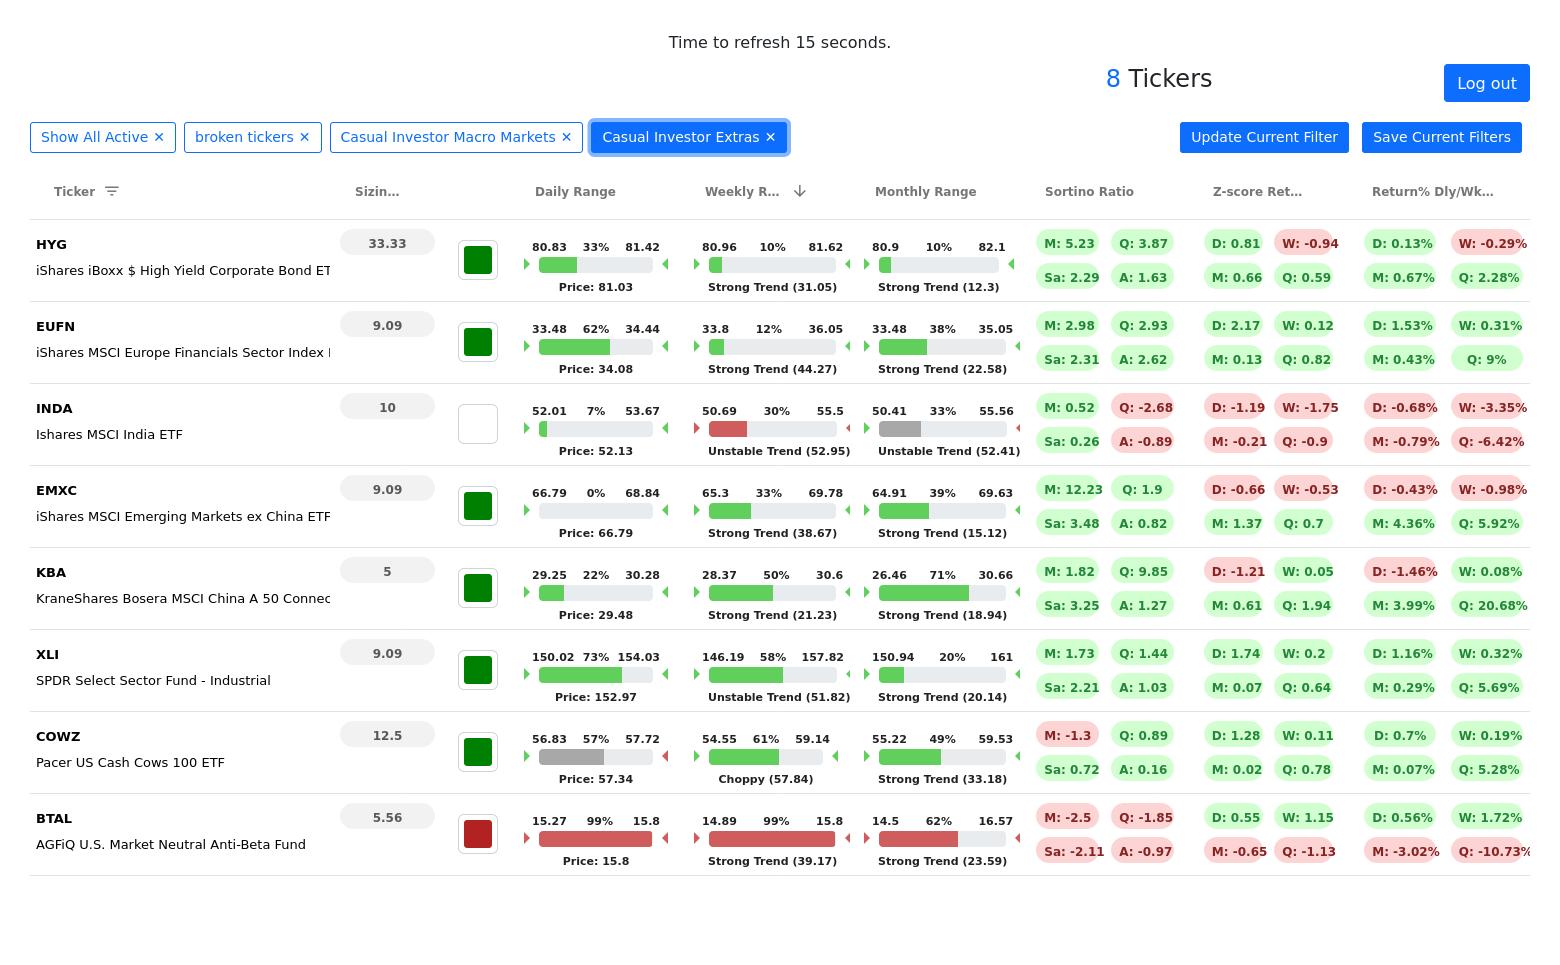 Time to refresh 15 seconds.
8 Tickers
Log out
Show All Active ✕ broken tickers ✕ Casual Investor Macro Markets ✕ Casual Investor Extras ✕ Update Current Filter Save Current Filters
Ticker Sizin... Daily Range Weekly R... Monthly Range Sortino Ratio Z-score Ret... Return% Dly/Wk...
HYG 33.33 80.83 33% 81.42 80.96 10% 81.62 80.9 10% 82.1 M: 5.23 Q: 3.87 D: 0.81 W: -0.94 D: 0.13% W: -0.29%
iShares iBoxx $ High Yield Corporate Bond ET Price: 81.03 Strong Trend (31.05) Strong Trend (12.3) Sa: 2.29 A: 1.63 M: 0.66 Q: 0.59 M: 0.67% Q: 2.28%
EUFN 9.09 33.48 62% 34.44 33.8 12% 36.05 33.48 38% 35.05 M: 2.98 Q: 2.93 D: 2.17 W: 0.12 D: 1.53% W: 0.31%
iShares MSCI Europe Financials Sector Index Price: 34.08 Strong Trend (44.27) Strong Trend (22.58) Sa: 2.31 A: 2.62 M: 0.13 Q: 0.82 M: 0.43% Q: 9%
INDA 10 52.01 7% 53.67 50.69 30% 55.5 50.41 33% 55.56 M: 0.52 Q: -2.68 D: -1.19 W: -1.75 D: -0.68% W: -3.35%
Ishares MSCI India ETF Price: 52.13 Unstable Trend (52.95) Unstable Trend (52.41) Sa: 0.26 A: -0.89 M: -0.21 Q: -0.9 M: -0.79% Q: -6.42%
EMXC 9.09 66.79 0% 68.84 65.3 33% 69.78 64.91 39% 69.63 M: 12.23 Q: 1.9 D: -0.66 W: -0.53 D: -0.43% W: -0.98%
iShares MSCI Emerging Markets ex China ETF Price: 66.79 Strong Trend (38.67) Strong Trend (15.12) Sa: 3.48 A: 0.82 M: 1.37 Q: 0.7 M: 4.36% Q: 5.92%
KBA 5 29.25 22% 30.28 28.37 50% 30.6 26.46 71% 30.66 M: 1.82 Q: 9.85 D: -1.21 W: 0.05 D: -1.46% W: 0.08%
KraneShares Bosera MSCI China A 50 Connec Price: 29.48 Strong Trend (21.23) Strong Trend (18.94) Sa: 3.25 A: 1.27 M: 0.61 Q: 1.94 M: 3.99% Q: 20.68%
XLI 9.09 150.02 73% 154.03 146.19 58% 157.82 150.94 20% 161 M: 1.73 Q: 1.44 D: 1.74 W: 0.2 D: 1.16% W: 0.32%
SPDR Select Sector Fund - Industrial Price: 152.97 Unstable Trend (51.82) Strong Trend (20.14) Sa: 2.21 A: 1.03 M: 0.07 Q: 0.64 M: 0.29% Q: 5.69%
COWZ 12.5 56.83 57% 57.72 54.55 61% 59.14 55.22 49% 59.53 M: -1.3 Q: 0.89 D: 1.28 W: 0.11 D: 0.7% W: 0.19%
Pacer US Cash Cows 100 ETF Price: 57.34 Choppy (57.84) Strong Trend (33.18) Sa: 0.72 A: 0.16 M: 0.02 Q: 0.78 M: 0.07% Q: 5.28%
BTAL 5.56 15.27 99% 15.8 14.89 99% 15.8 14.5 62% 16.57 M: -2.5 Q: -1.85 D: 0.55 W: 1.15 D: 0.56% W: 1.72%
AGFiQ U.S. Market Neutral Anti-Beta Fund Price: 15.8 Strong Trend (39.17) Strong Trend (23.59) Sa: -2.11 A: -0.97 M: -0.65 Q: -1.13 M: -3.02% Q: -10.73%